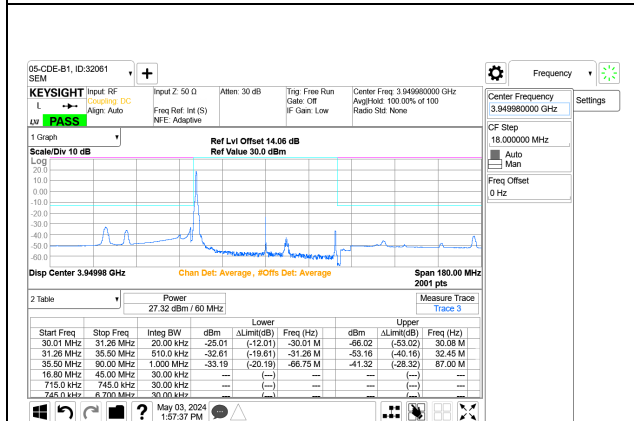 05-CDE-B1, ID:32061
SEM
Frequency
KEYSIGHT
L
LXI PASS
Input: RF
Coupling: DC
Align: Auto
Input Z: 50 Ω
Freq Ref: Int (S)
NFE: Adaptive
Atten: 30 dB
Trig: Free Run
Gate: Off
IF Gain: Low
Center Freq: 3.949980000 GHz
Avg|Hold: 100.00% of 100
Radio Std: None
Center Frequency
3.949980000 GHz
Settings
CF Step
18.000000 MHz
Auto
Man
Freq Offset
0 Hz
1 Graph
Scale/Div 10 dB
Ref Lvl Offset 14.06 dB
Ref Value 30.0 dBm
Log
20.0
10.0
0.00
-10.0
-20.0
-30.0
-40.0
-50.0
-60.0
Disp Center 3.94998 GHz
Chan Det: Average, #Offs Det: Average
Span 180.00 MHz
2001 pts
2 Table
Power
27.32 dBm / 60 MHz
Measure Trace
Trace 3
Lower Upper
Start Freq Stop Freq Integ BW dBm ΔLimit(dB) Freq (Hz) dBm ΔLimit(dB) Freq (Hz)
30.01 MHz 31.26 MHz 20.00 kHz -25.01 (-12.01) -30.01 M -66.02 (-53.02) 30.08 M
31.26 MHz 35.50 MHz 510.0 kHz -32.61 (-19.61) -31.26 M -53.16 (-40.16) 32.45 M
35.50 MHz 90.00 MHz 1.000 MHz -33.19 (-20.19) -66.75 M -41.32 (-28.32) 87.00 M
16.80 MHz 45.00 MHz 30.00 kHz --- (---) --- (---)
715.0 kHz 745.0 kHz 30.00 kHz --- (---) --- (---)
745.0 kHz 6.700 MHz 30.00 kHz --- (---) --- (---)
?
May 03, 2024
1:57:37 PM